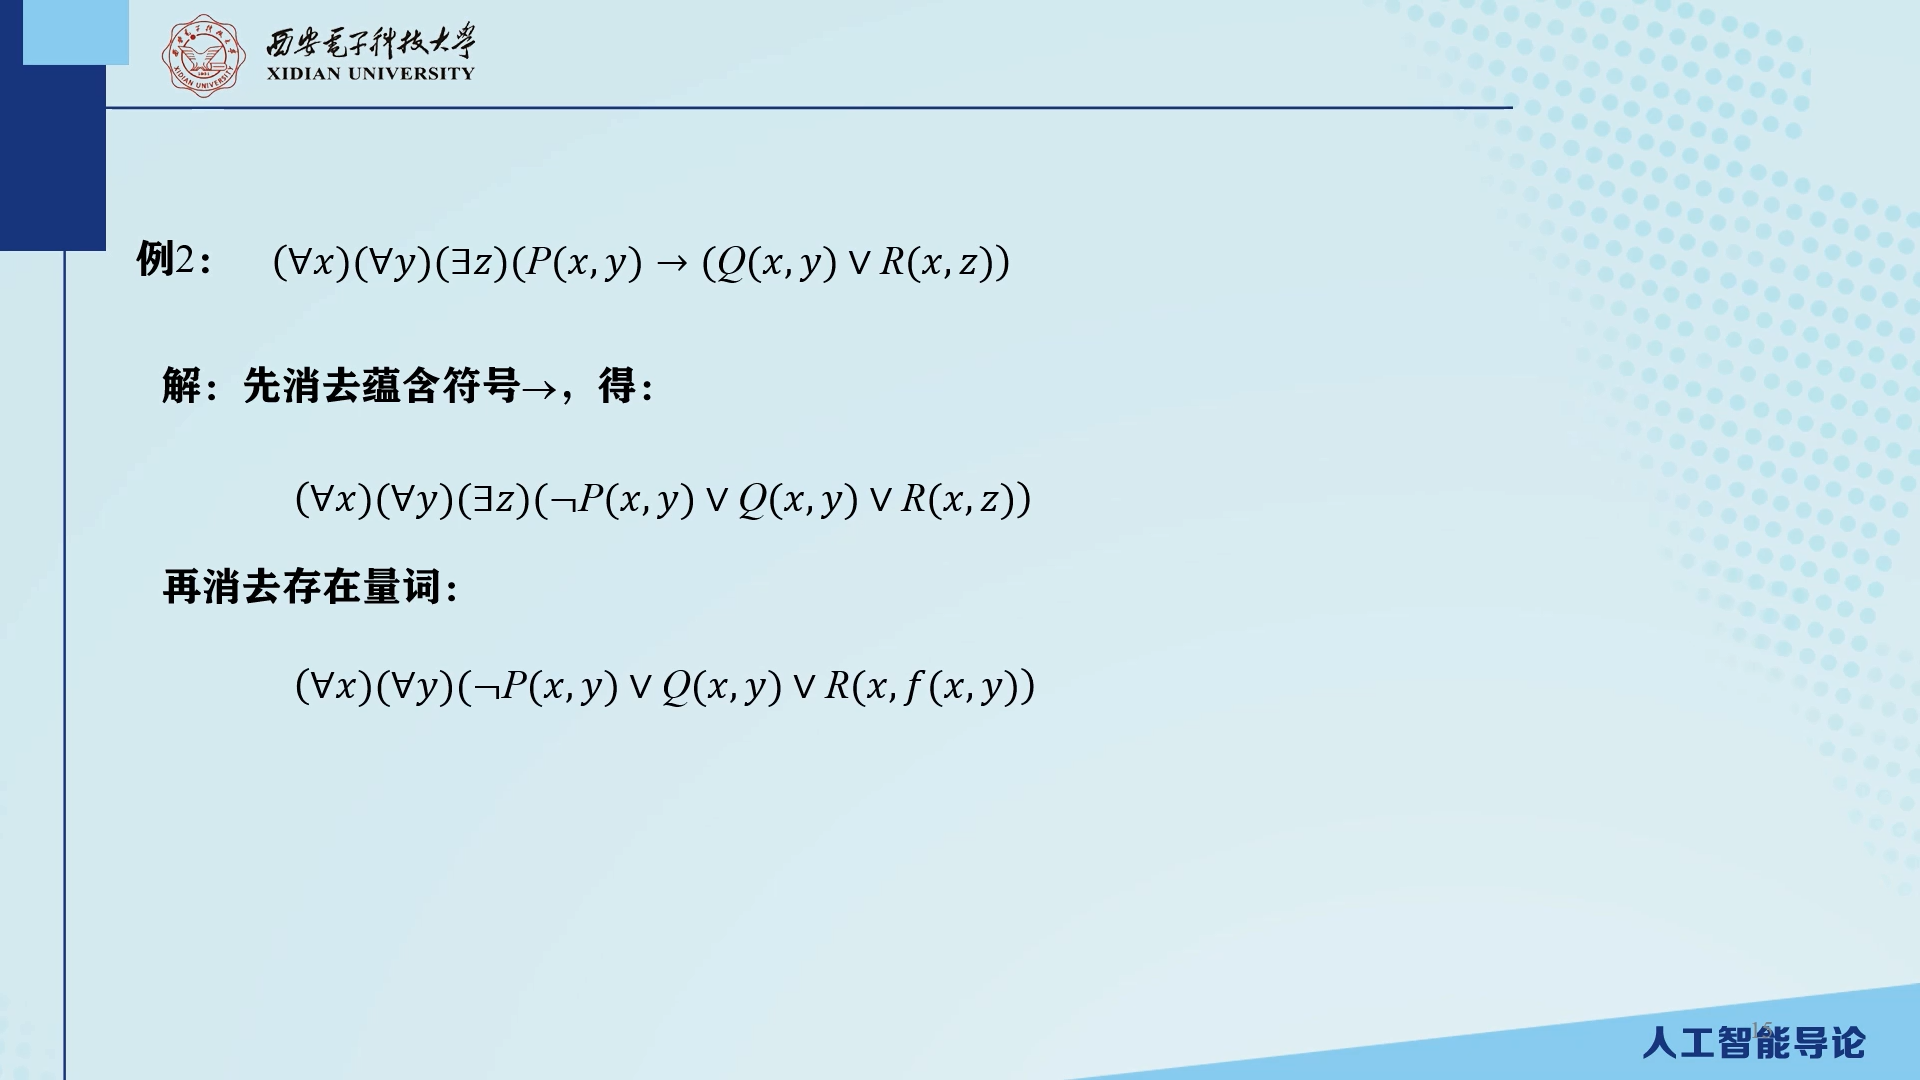 西安电子科技大学
XIDIAN UNIVERSITY
例2： (∀x)(∀y)(∃z)(P(x,y)→(Q(x,y)∨R(x,z))
解：先消去蕴含符号→，得：
(∀x)(∀y)(∃z)(¬P(x,y)∨Q(x,y)∨R(x,z))
再消去存在量词：
(∀x)(∀y)(¬P(x,y)∨Q(x,y)∨R(x,f(x,y))
15
人工智能导论